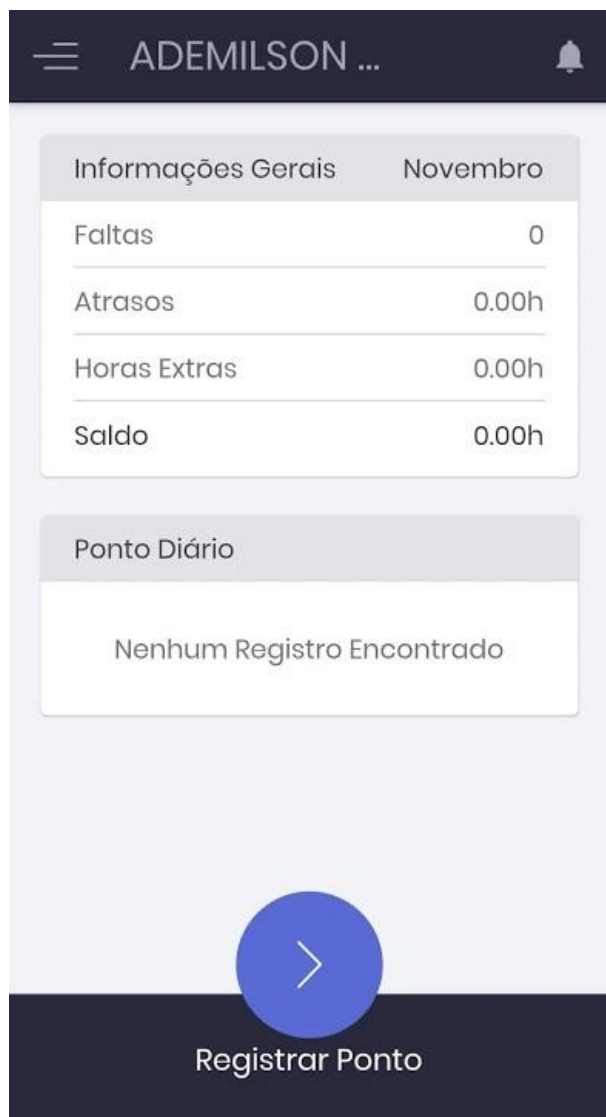 ADEMILSON ...
Informações Gerais Novembro
Faltas 0
Atrasos 0.00h
Horas Extras 0.00h
Saldo 0.00h
Ponto Diário
Nenhum Registro Encontrado
Registrar Ponto